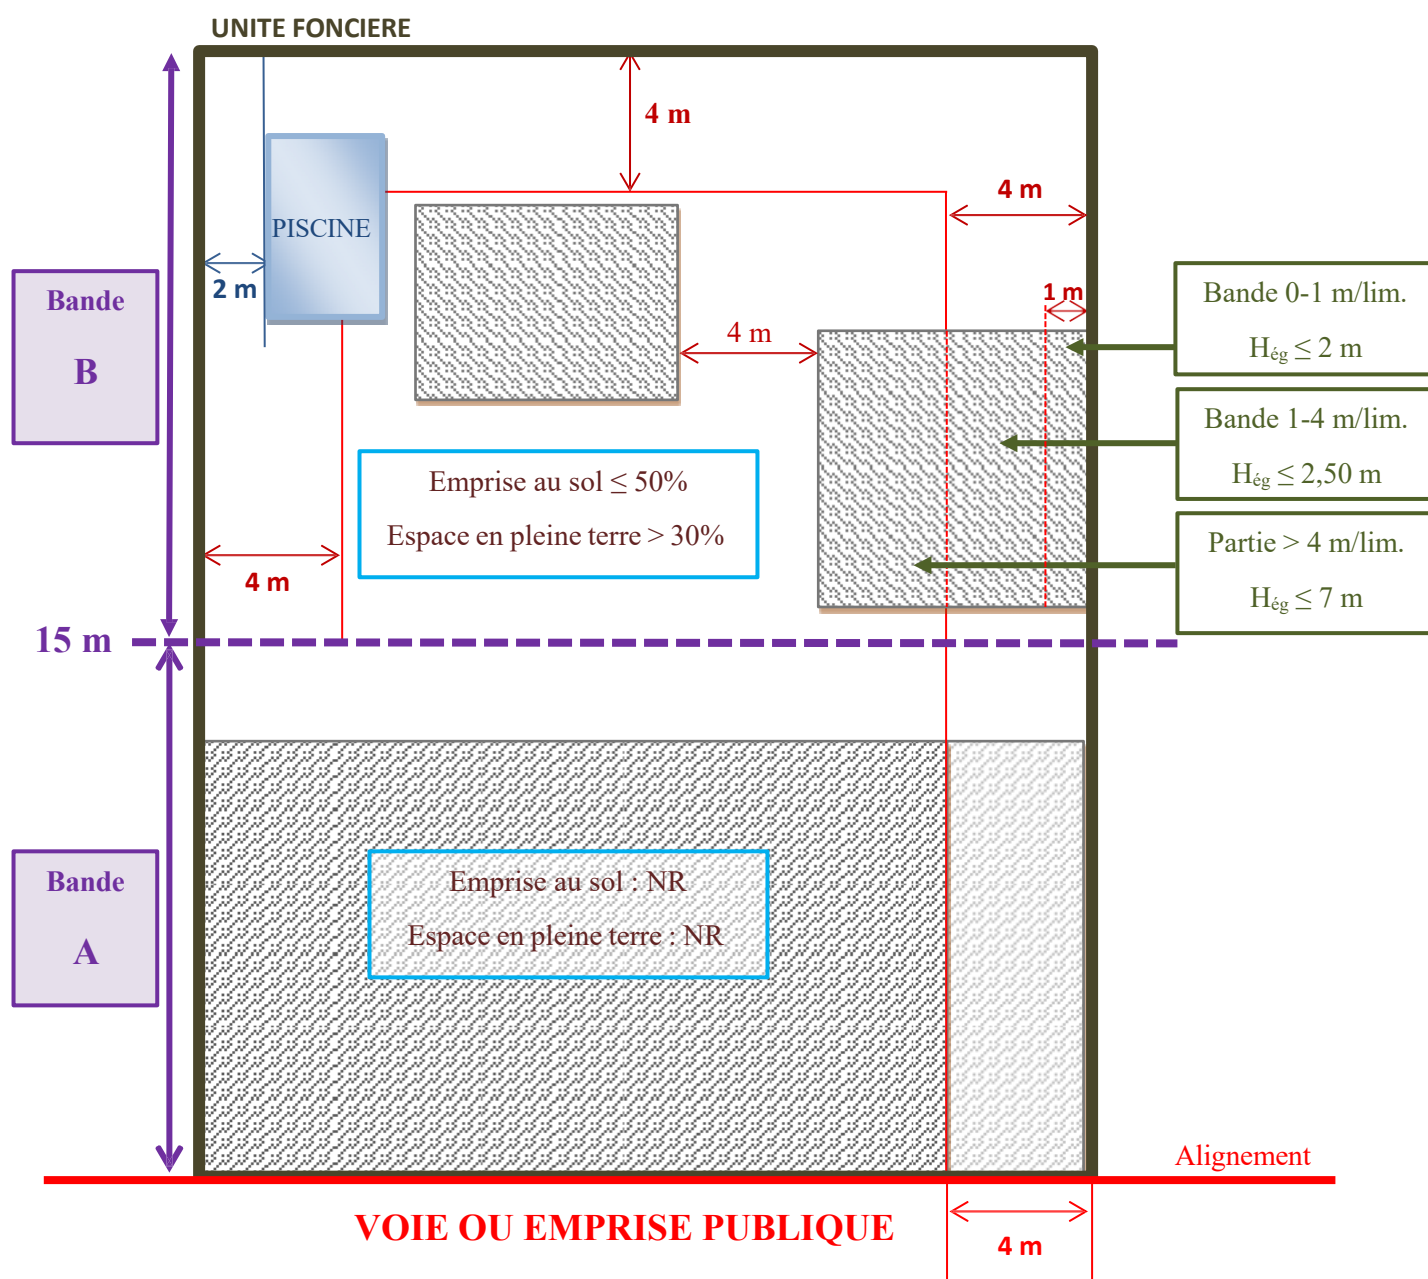 UNITE FONCIERE
4 m
4 m
PISCINE
2 m
1 m
Bande
B
4 m
Bande 0-1 m/lim.
Hég ≤ 2 m
Bande 1-4 m/lim.
Hég ≤ 2,50 m
Emprise au sol ≤ 50%
Espace en pleine terre > 30%
Partie > 4 m/lim.
Hég ≤ 7 m
4 m
15 m
Bande
A
Emprise au sol : NR
Espace en pleine terre : NR
Alignement
VOIE OU EMPRISE PUBLIQUE
4 m